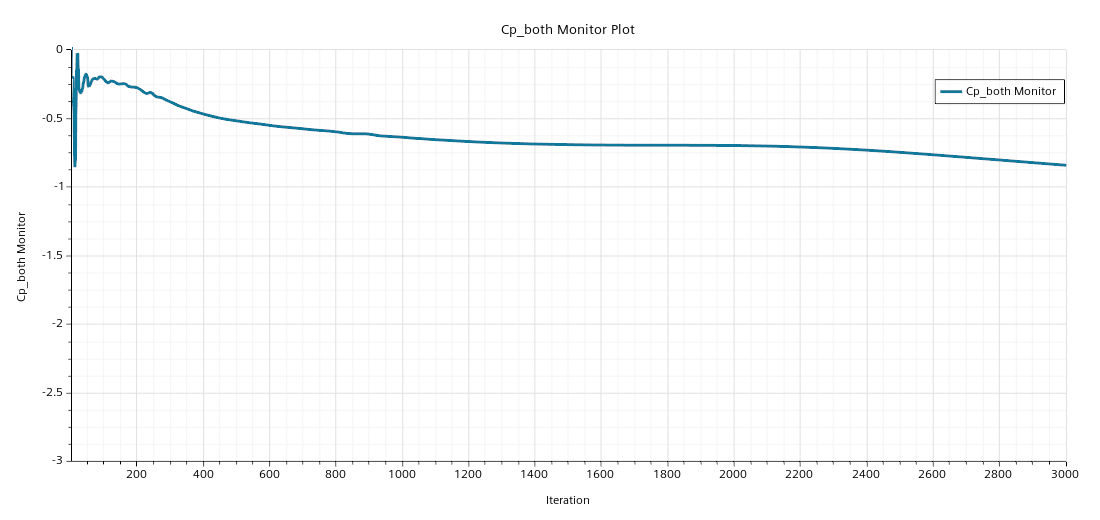 Cp_both Monitor Plot
Cp_both Monitor
0
-0.5
-1
-1.5
-2
-2.5
-3
Cp_both Monitor
200 400 600 800 1000 1200 1400 1600 1800 2000 2200 2400 2600 2800 3000
Iteration